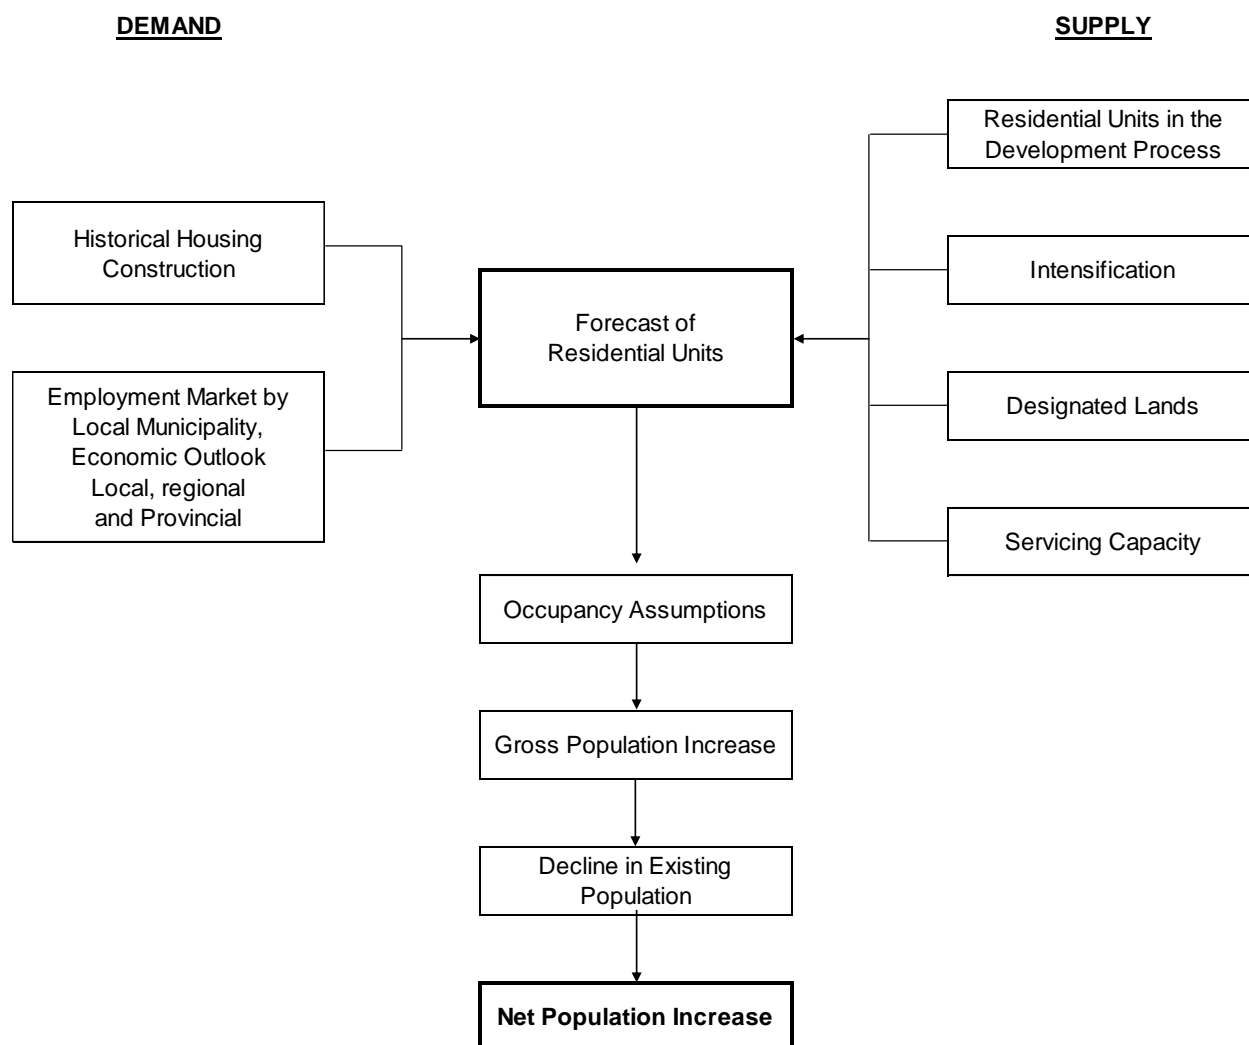 DEMAND
SUPPLY
Residential Units in the
Development Process
Historical Housing
Construction
Intensification
Forecast of
Residential Units
Employment Market by
Local Municipality,
Economic Outlook
Local, regional
and Provincial
Designated Lands
Servicing Capacity
Occupancy Assumptions
Gross Population Increase
Decline in Existing
Population
Net Population Increase